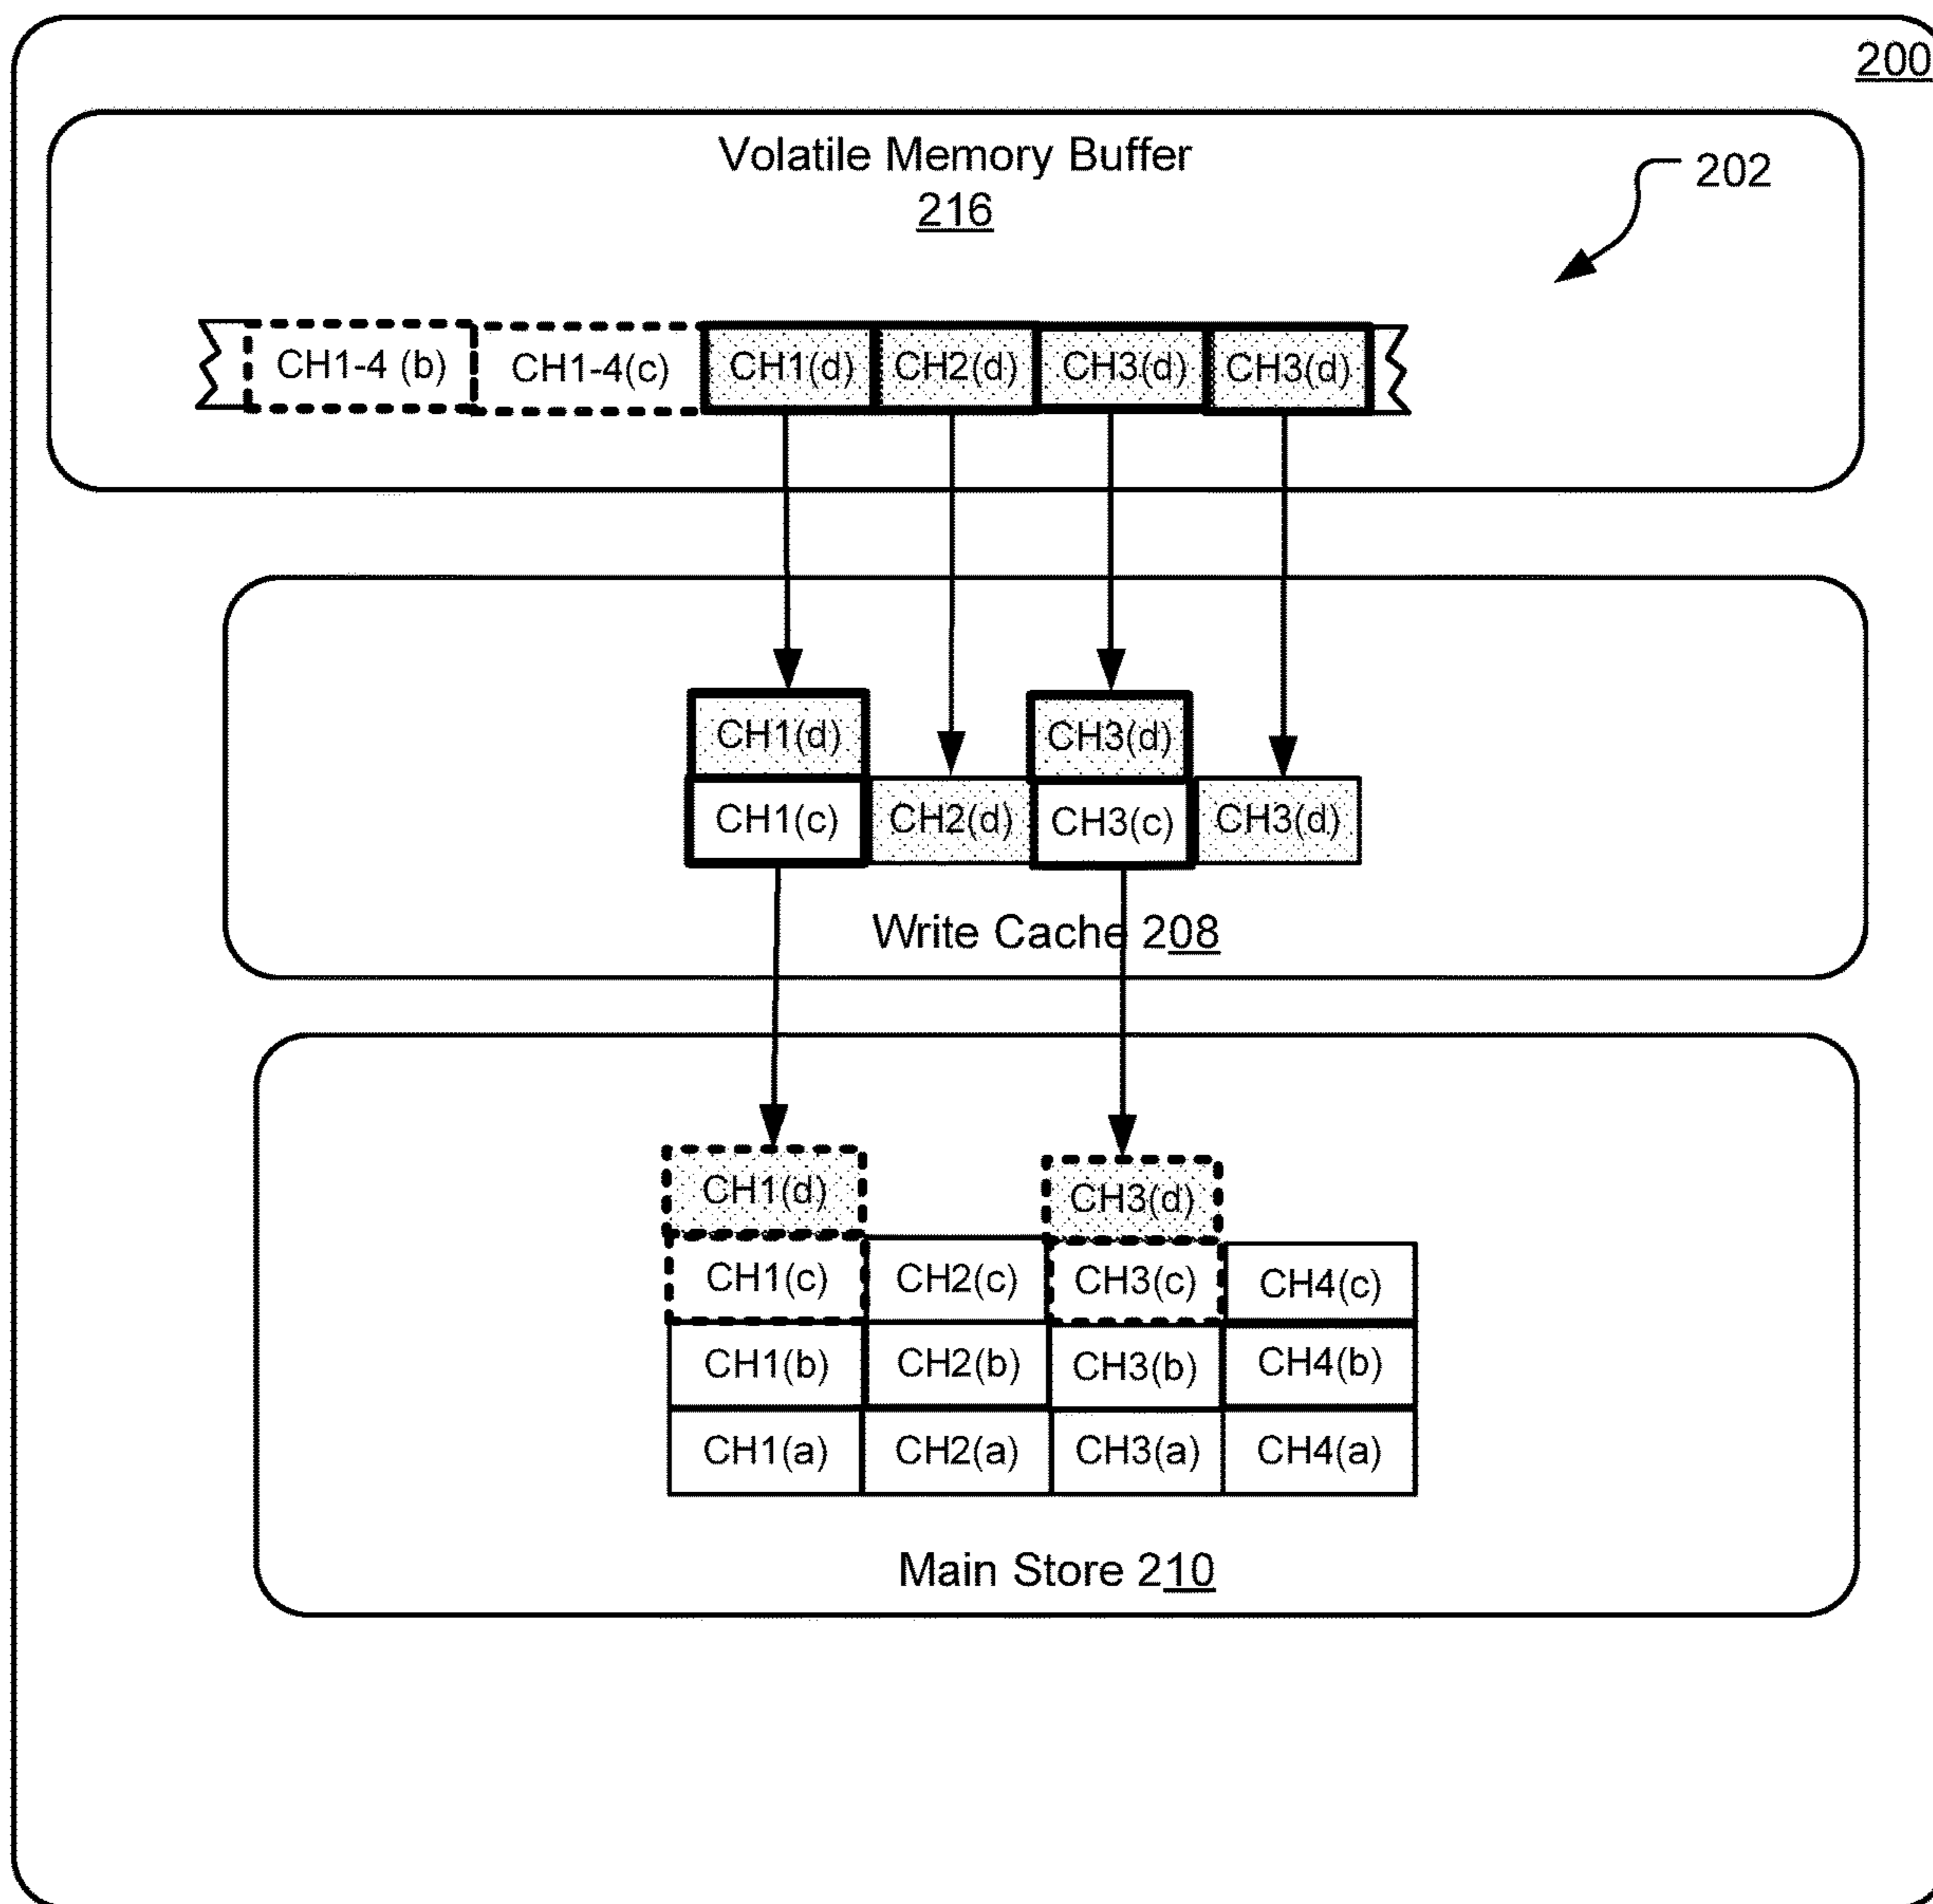 200
Volatile Memory Buffer
216
202
CH1-4 (b) CH1-4(c) CH1(d) CH2(d) CH3(d) CH3(d)
CH1(d) CH3(d)
CH1(c) CH2(d) CH3(c) CH3(d)
Write Cache 208
CH1(d) CH3(d)
CH1(c) CH2(c) CH3(c) CH4(c)
CH1(b) CH2(b) CH3(b) CH4(b)
CH1(a) CH2(a) CH3(a) CH4(a)
Main Store 210